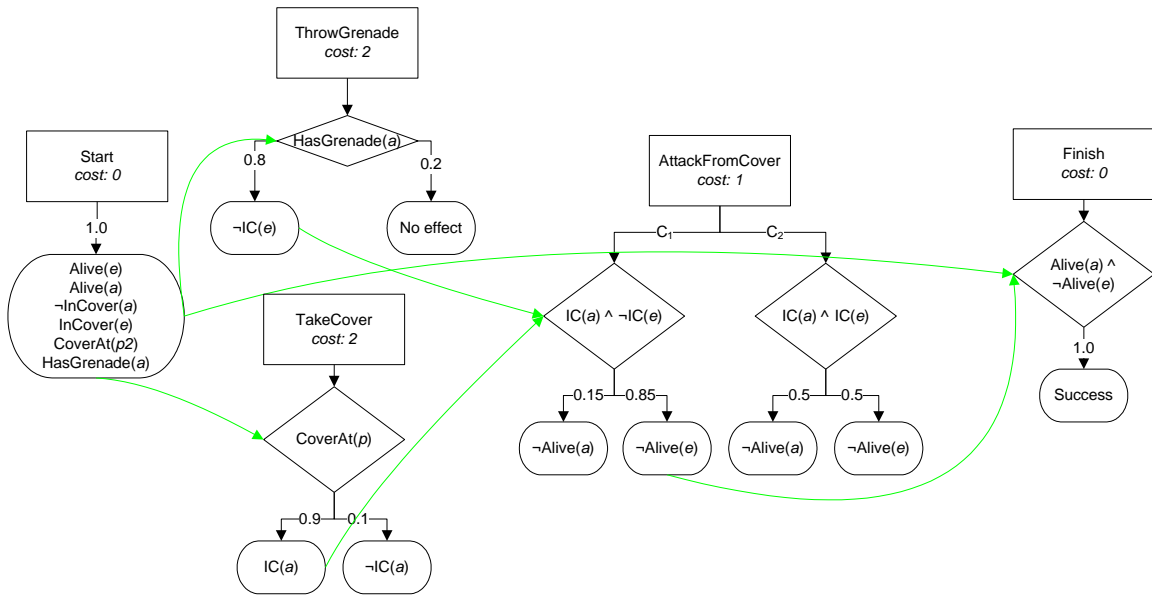 ThrowGrenade
cost: 2
HasGrenade(a)
0.8
0.2
¬IC(e)
No effect
Start
cost: 0
1.0
Alive(e)
Alive(a)
¬InCover(a)
InCover(e)
CoverAt(p2)
HasGrenade(a)
TakeCover
cost: 2
CoverAt(p)
0.9
0.1
IC(a)
¬IC(a)
AttackFromCover
cost: 1
C₁
C₂
IC(a) ^ ¬IC(e)
IC(a) ^ IC(e)
0.15
0.85
0.5
0.5
¬Alive(a)
¬Alive(e)
¬Alive(a)
¬Alive(e)
Finish
cost: 0
Alive(a) ^
¬Alive(e)
1.0
Success